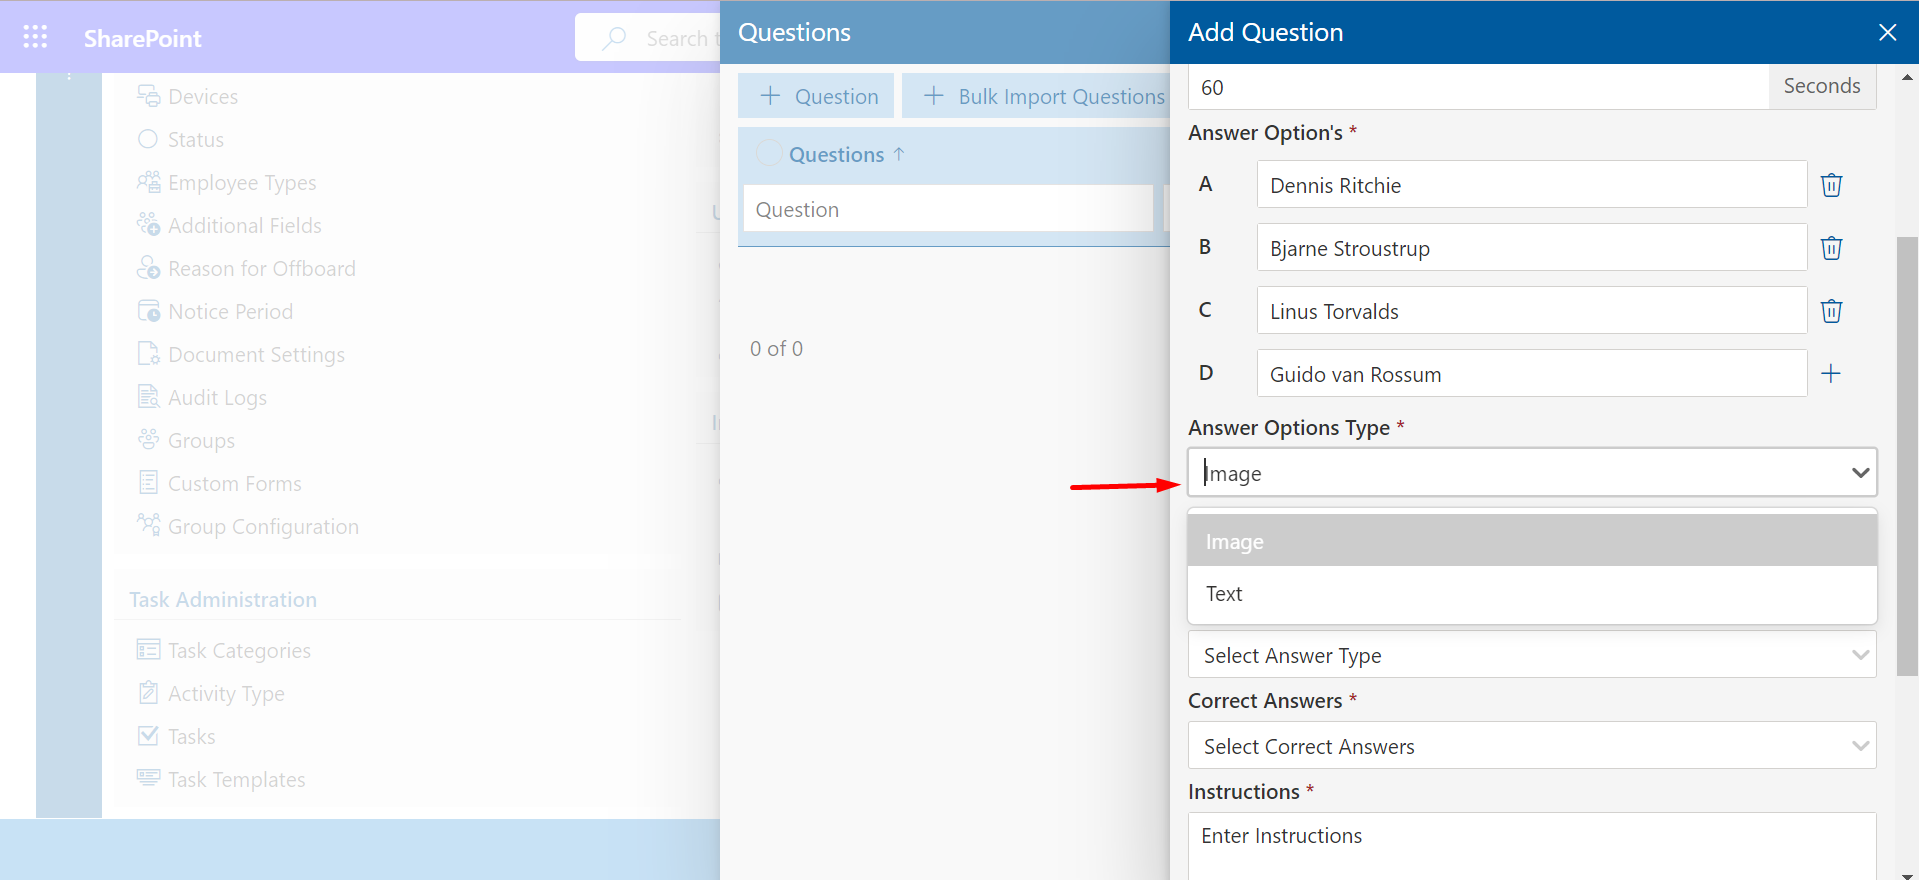 SharePoint
Search t
Devices
Status
Employee Types
Additional Fields
Reason for Offboard
Notice Period
Document Settings
Audit Logs
Groups
Custom Forms
Group Configuration
Task Administration
Task Categories
Activity Type
Tasks
Task Templates
Questions
Question
Bulk Import Questions
Questions
Question
0 of 0
Add Question
60
Seconds
Answer Option's *
A
Dennis Ritchie
B
Bjarne Stroustrup
C
Linus Torvalds
D
Guido van Rossum
Answer Options Type *
Image
Image
Text
Select Answer Type
Correct Answers *
Select Correct Answers
Instructions *
Enter Instructions